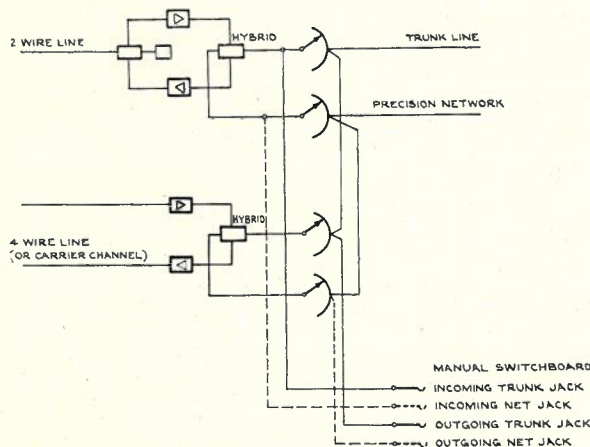 2 WIRE LINE
HYBRID
TRUNK LINE
PRECISION NETWORK
HYBRID
4 WIRE LINE
(OR CARRIER CHANNEL)
MANUAL SWITCHBOARD
INCOMING TRUNK JACK
INCOMING NET JACK
OUTGOING TRUNK JACK
OUTGOING NET JACK